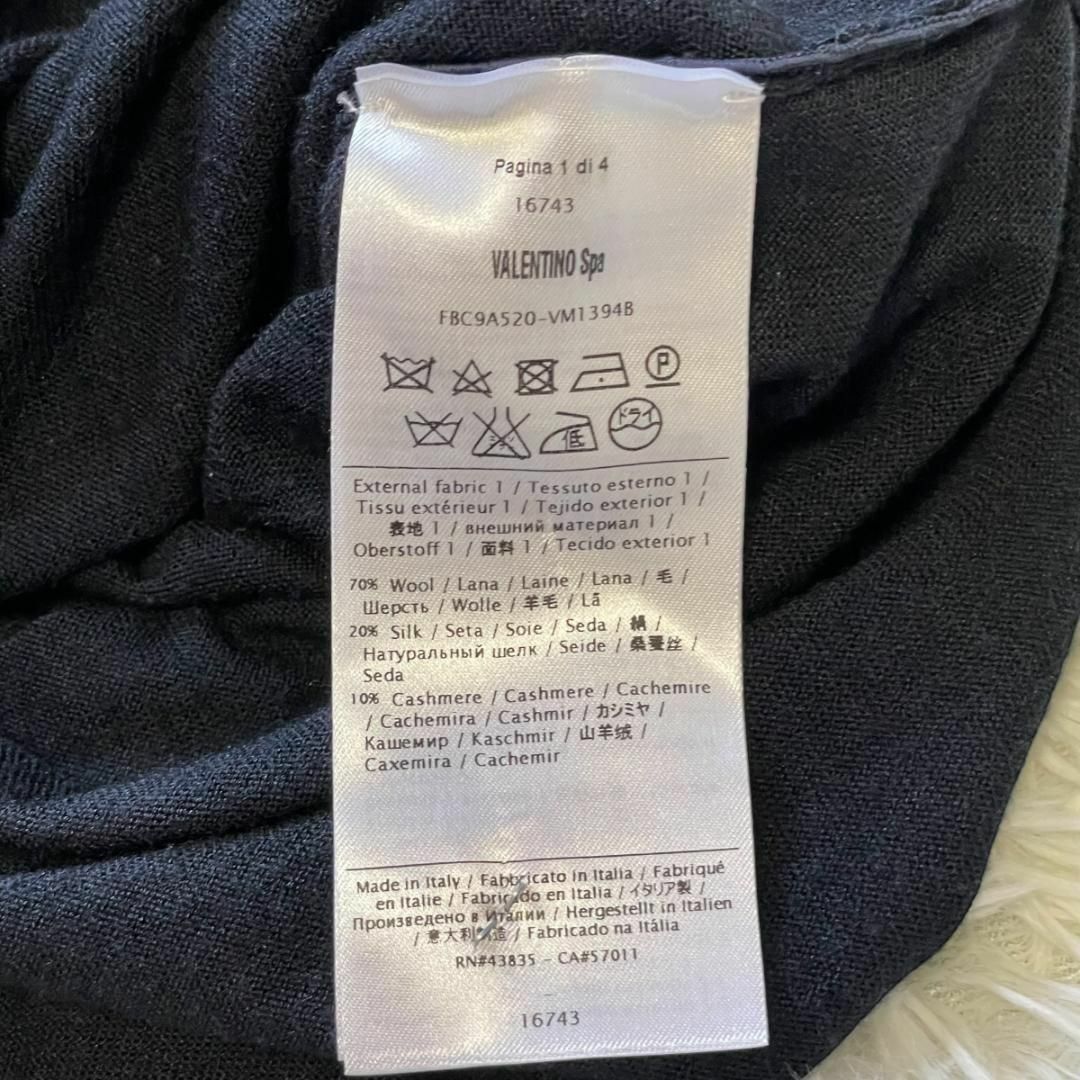 Pagina 1 di 4
16743
VALENTINO Spa
FBC9A520-VM1394B
P
ドライ
低
External fabric 1 / Tessuto esterno 1 /
Tissu extérieur 1 / Tejido exterior 1 /
表地 1 / внешний материал 1 /
Oberstoff 1 / 面料 1 / Tecido exterior 1
70% Wool / Lana / Laine / Lana / 毛 /
Шерсть / Wolle / 羊毛 / Lã
20% Silk / Seta / Soie / Seda / 絹 /
Натуральный шелк / Seide / 桑蚕丝 /
Seda
10% Cashmere / Cashmere / Cachemire
/ Cachemira / Cashmir / カシミヤ /
Кашемир / Kaschmir / 山羊绒 /
Caxemira / Cachemir
Made in Italy / Fabbricato in Italia / Fabriqué
en Italie / Fabricado en Italia / イタリア製 /
Произведено в Италии / Hergestellt in Italien
/ 意大利制造 / Fabricado na Itália
RN#43835 - CA#57011
16743